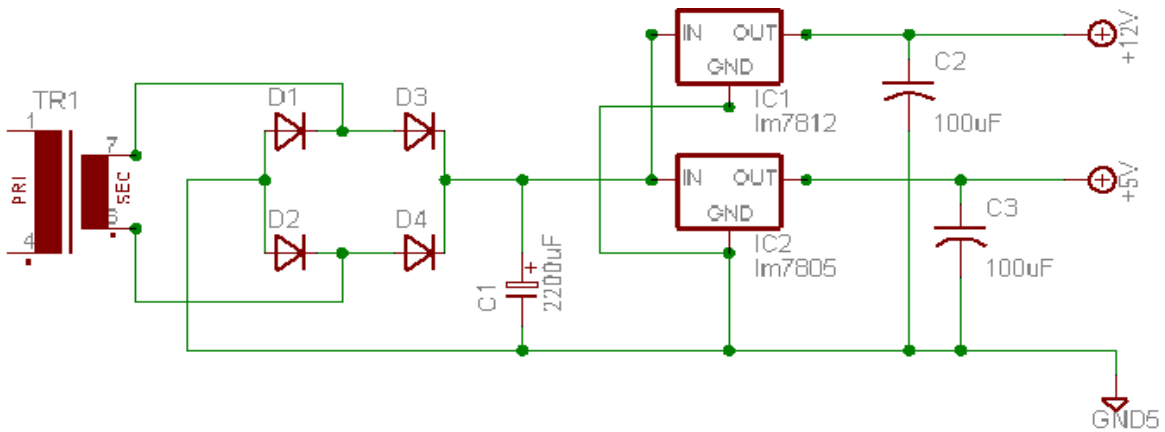 TR1
1
PRI
4
7
SEC
6
D1
D3
D2
D4
C1
+
2200uF
IN
OUT
GND
IC1
lm7812
IN
OUT
GND
IC2
lm7805
C2
100uF
C3
100uF
+12V
+5V
GND5